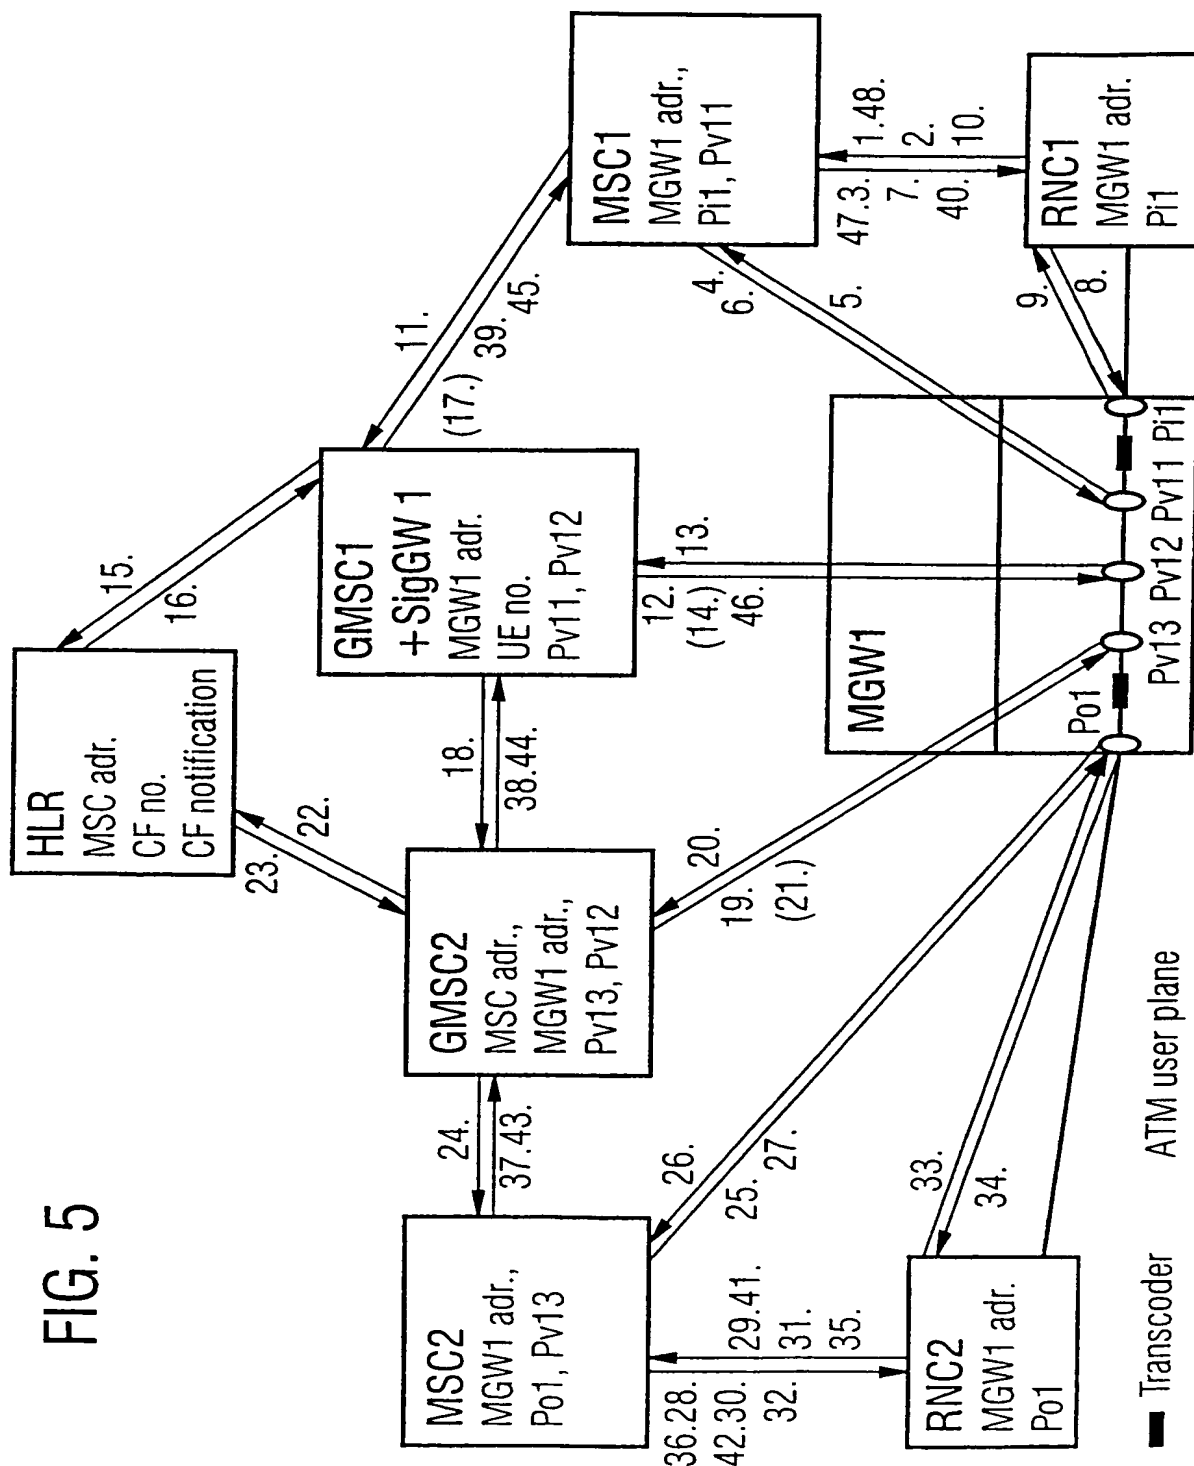 FIG. 5
HLR
MSC adr.
CF no.
CF notification
15.
16.
22.
23.
MSC2
MGW1 adr.,
Po1, Pv13
24.
37.43.
GMSC2
MSC adr.,
MGW1 adr.,
Pv13, Pv12
18.
38.44.
GMSC1
+SigGW 1
MGW1 adr.
UE no.
Pv11, Pv12
11.
(17.)
39.
45.
MSC1
MGW1 adr.,
Pi1, Pv11
26.
25.
27.
20.
19.
(21.)
13.
12.
(14.)
46.
4.
6.
5.
1.48.
2.
10.
47.3.
7.
40.
29.41.
31.
35.
36.28.
42.30.
32.
RNC2
MGW1 adr.
Po1
33.
34.
MGW1
Po1
Pv13
Pv12
Pv11
Pi1
9.
8.
RNC1
MGW1 adr.
Pi1
Transcoder
ATM user plane